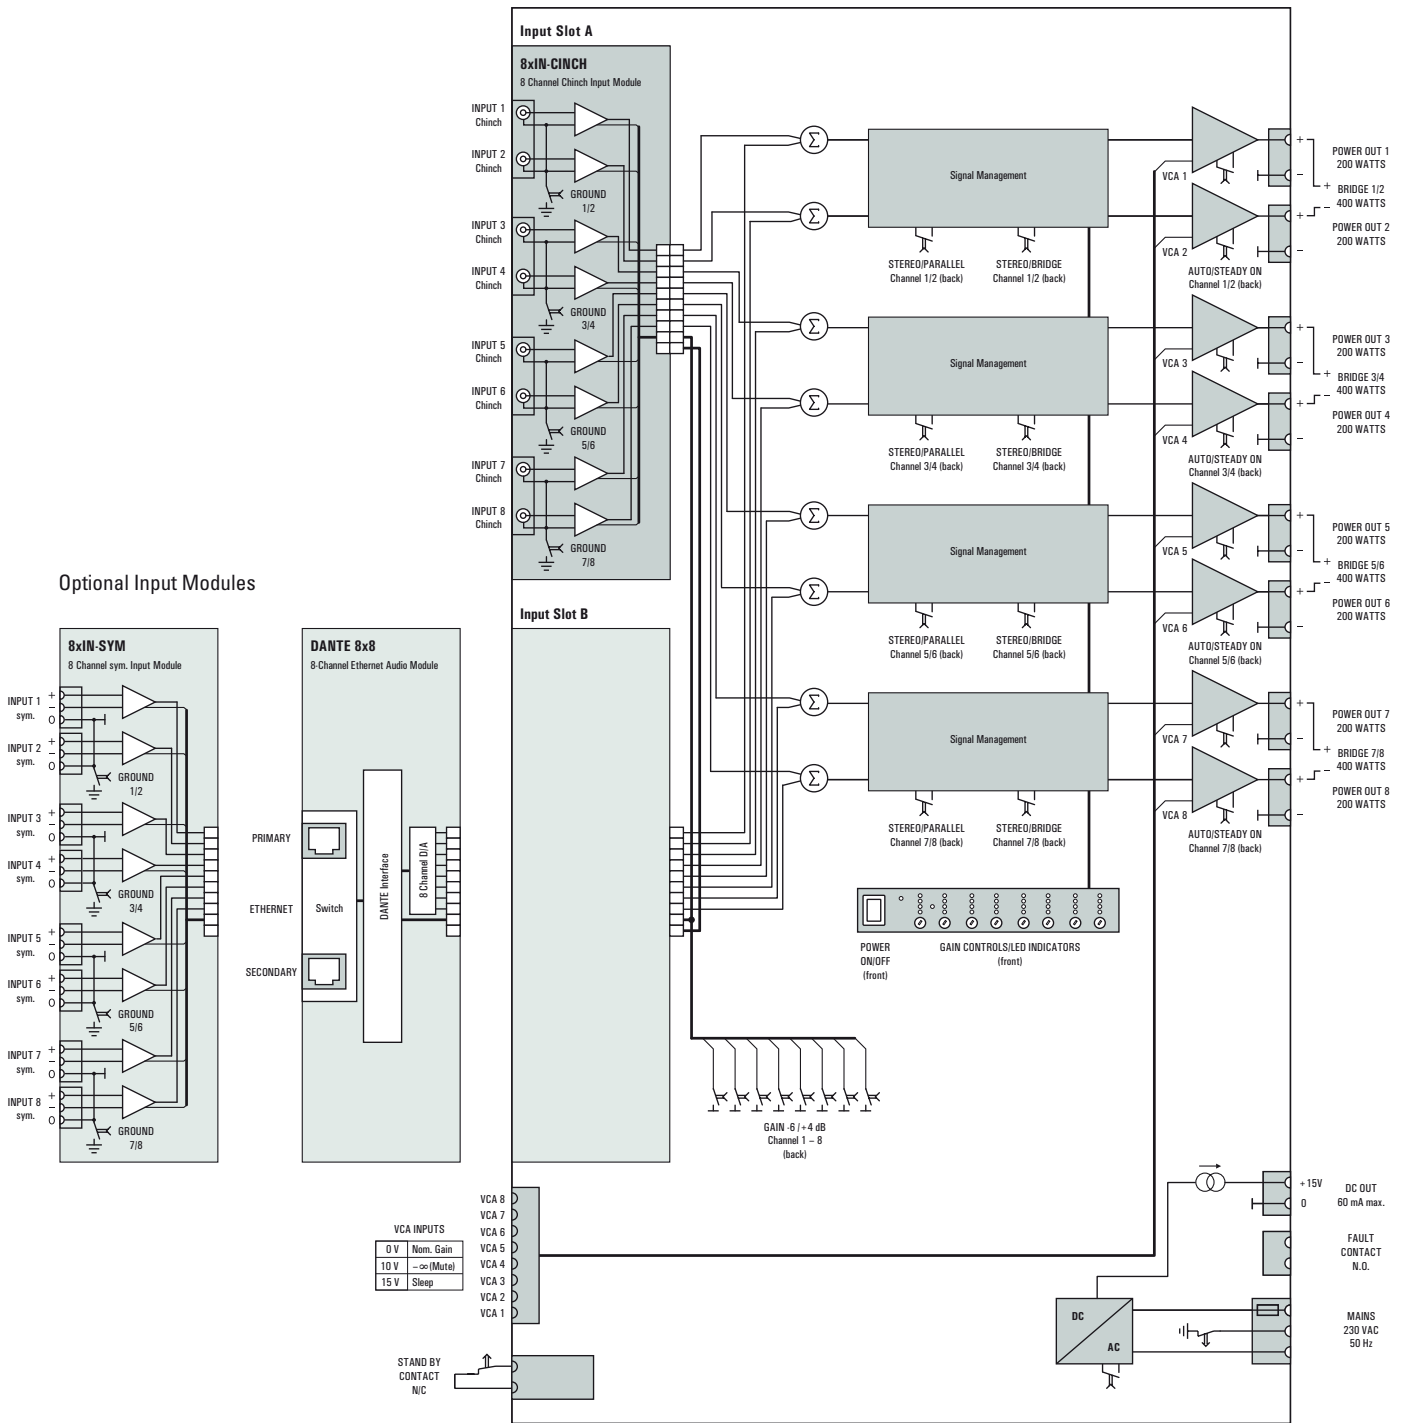 Input Slot A
8xIN-CINCH
8 Channel Chinch Input Module
INPUT 1
Chinch
INPUT 2
Chinch
GROUND
1/2
INPUT 3
Chinch
INPUT 4
Chinch
GROUND
3/4
INPUT 5
Chinch
INPUT 6
Chinch
GROUND
5/6
INPUT 7
Chinch
INPUT 8
Chinch
GROUND
7/8
Σ
Σ
Signal Management
STEREO/PARALLEL
Channel 1/2 (back)
STEREO/BRIDGE
Channel 1/2 (back)
VCA 1
VCA 2
AUTO/STEADY ON
Channel 1/2 (back)
+
−
+
−
POWER OUT 1
200 WATTS
+ BRIDGE 1/2
− 400 WATTS
POWER OUT 2
200 WATTS
Σ
Σ
Signal Management
STEREO/PARALLEL
Channel 3/4 (back)
STEREO/BRIDGE
Channel 3/4 (back)
VCA 3
VCA 4
AUTO/STEADY ON
Channel 3/4 (back)
+
−
+
−
POWER OUT 3
200 WATTS
+ BRIDGE 3/4
− 400 WATTS
POWER OUT 4
200 WATTS
Σ
Σ
Signal Management
STEREO/PARALLEL
Channel 5/6 (back)
STEREO/BRIDGE
Channel 5/6 (back)
VCA 5
VCA 6
AUTO/STEADY ON
Channel 5/6 (back)
+
−
+
−
POWER OUT 5
200 WATTS
+ BRIDGE 5/6
− 400 WATTS
POWER OUT 6
200 WATTS
Σ
Σ
Signal Management
STEREO/PARALLEL
Channel 7/8 (back)
STEREO/BRIDGE
Channel 7/8 (back)
VCA 7
VCA 8
AUTO/STEADY ON
Channel 7/8 (back)
+
−
+
−
POWER OUT 7
200 WATTS
+ BRIDGE 7/8
− 400 WATTS
POWER OUT 8
200 WATTS
Optional Input Modules
8xIN-SYM
8 Channel sym. Input Module
INPUT 1 +
sym. −
0
INPUT 2 +
sym. −
0
GROUND
1/2
INPUT 3 +
sym. −
0
INPUT 4 +
sym. −
0
GROUND
3/4
INPUT 5 +
sym. −
0
INPUT 6 +
sym. −
0
GROUND
5/6
INPUT 7 +
sym. −
0
INPUT 8 +
sym. −
0
GROUND
7/8
DANTE 8x8
8-Channel Ethernet Audio Module
PRIMARY
ETHERNET
SECONDARY
Switch
DANTE Interface
8 Channel D/A
Input Slot B
POWER
ON/OFF
(front)
GAIN CONTROLS/LED INDICATORS
(front)
GAIN -6 / +4 dB
Channel 1 – 8
(back)
VCA INPUTS
0 V Nom. Gain
10 V −∞(Mute)
15 V Sleep
VCA 8
VCA 7
VCA 6
VCA 5
VCA 4
VCA 3
VCA 2
VCA 1
STAND BY
CONTACT
N/C
+ 15V
0
DC OUT
60 mA max.
FAULT
CONTACT
N.O.
DC
AC
MAINS
230 VAC
50 Hz